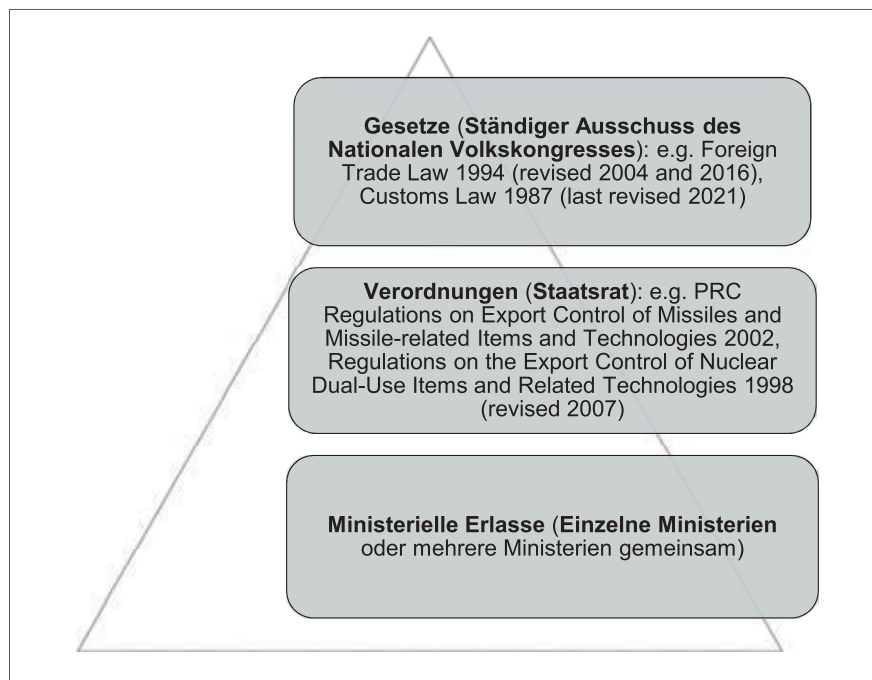 Gesetze (Ständiger Ausschuss des
Nationalen Volkskongresses): e.g. Foreign
Trade Law 1994 (revised 2004 and 2016),
Customs Law 1987 (last revised 2021)
Verordnungen (Staatsrat): e.g. PRC
Regulations on Export Control of Missiles and
Missile-related Items and Technologies 2002,
Regulations on the Export Control of Nuclear
Dual-Use Items and Related Technologies 1998
(revised 2007)
Ministerielle Erlasse (Einzelne Ministerien
oder mehrere Ministerien gemeinsam)